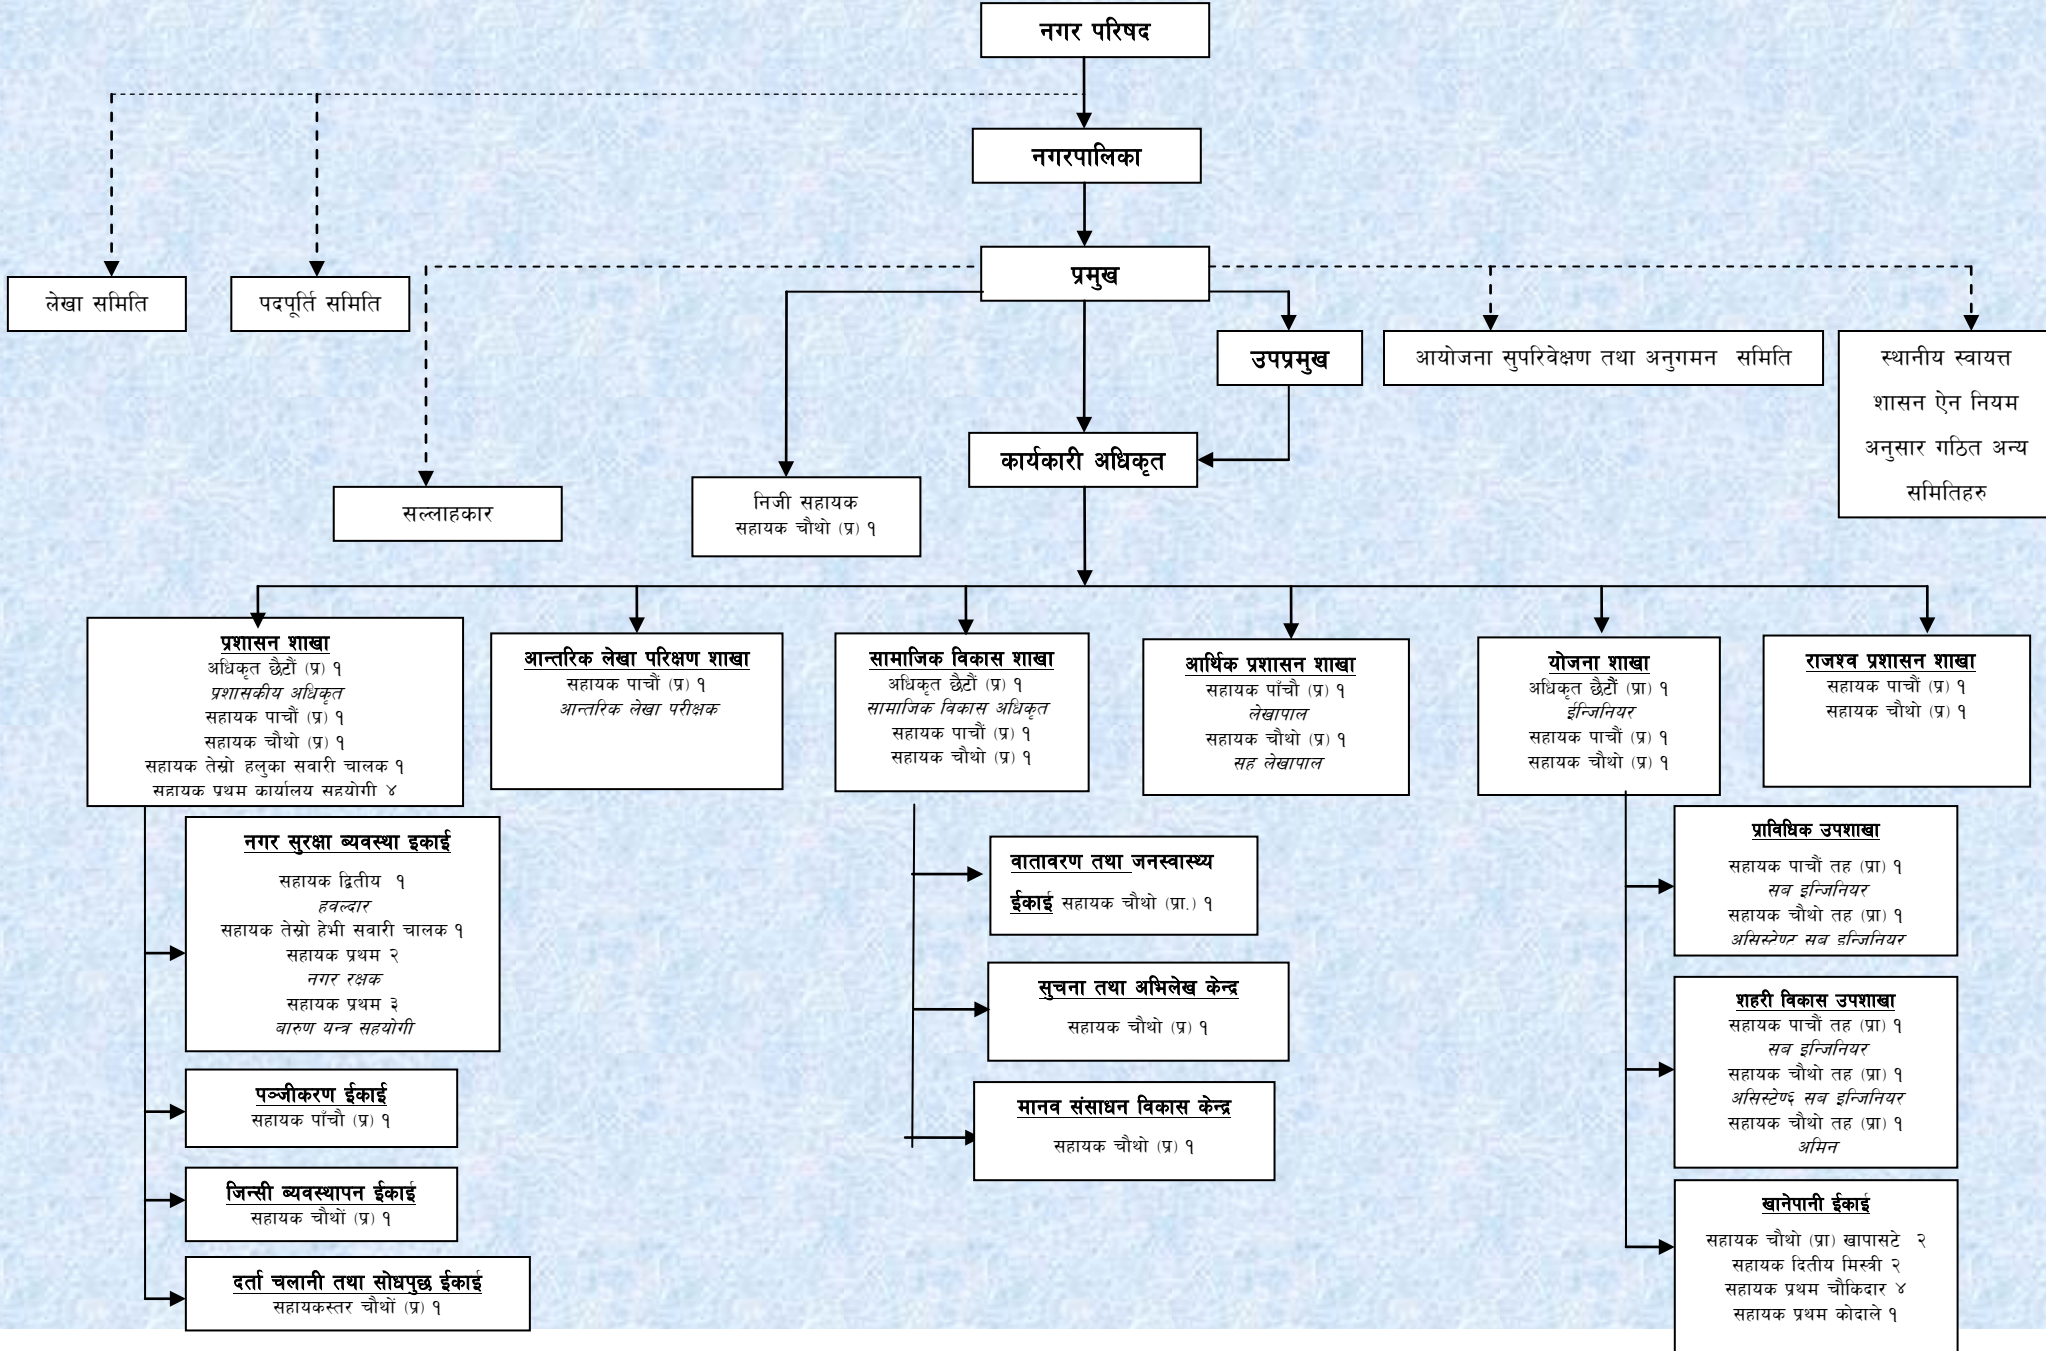 नगर परिषद
नगरपालिका
प्रमुख
लेखा समिति
पदपूर्ति समिति
उपप्रमुख
आयोजना सुपरिवेक्षण तथा अनुगमन समिति
स्थानीय स्वायत्त
शासन ऐन नियम
अनुसार गठित अन्य
समितिहरु
कार्यकारी अधिकृत
सल्लाहकार
निजी सहायक
सहायक चौथो (प्र) १
प्रशासन शाखा
अधिकृत छैटौं (प्र) १
प्रशासकीय अधिकृत
सहायक पाचौं (प्र) १
सहायक चौथो (प्र) १
सहायक तेस्रो हलुका सवारी चालक १
सहायक प्रथम कार्यालय सहयोगी ४
आन्तरिक लेखा परिक्षण शाखा
सहायक पाचौं (प्र) १
आन्तरिक लेखा परीक्षक
सामाजिक विकास शाखा
अधिकृत छैटौं (प्र) १
सामाजिक विकास अधिकृत
सहायक पाचौं (प्र) १
सहायक चौथो (प्र) १
आर्थिक प्रशासन शाखा
सहायक पाँचौ (प्र) १
लेखापाल
सहायक चौथो (प्र) १
सह लेखापाल
योजना शाखा
अधिकृत छैटौं (प्रा) १
ईन्जिनियर
सहायक पाचौं (प्र) १
सहायक चौथो (प्र) १
राजश्व प्रशासन शाखा
सहायक पाचौं (प्र) १
सहायक चौथो (प्र) १
नगर सुरक्षा ब्यवस्था इकाई
सहायक द्वितीय १
हवल्दार
सहायक तेस्रो हेभी सवारी चालक १
सहायक प्रथम २
नगर रक्षक
सहायक प्रथम ३
बारुण यन्त्र सहयोगी
पञ्जीकरण ईकाई
सहायक पाँचौ (प्र) १
जिन्सी ब्यवस्थापन ईकाई
सहायक चौथों (प्र) १
दर्ता चलानी तथा सोधपुछ ईकाई
सहायकस्तर चौथों (प्र) १
वातावरण तथा जनस्वास्थ्य
ईकाई सहायक चौथो (प्रा.) १
सुचना तथा अभिलेख केन्द्र
सहायक चौथो (प्र) १
मानव संसाधन विकास केन्द्र
सहायक चौथो (प्र) १
प्राविधिक उपशाखा
सहायक पाचौं तह (प्रा) १
सब इन्जिनियर
सहायक चौथो तह (प्रा) १
असिस्टेण्ट सब इन्जिनियर
शहरी विकास उपशाखा
सहायक पाचौं तह (प्रा) १
सब इन्जिनियर
सहायक चौथो तह (प्रा) १
असिस्टेण्६ सब इन्जिनियर
सहायक चौथो तह (प्रा) १
अमिन
खानेपानी ईकाई
सहायक चौथो (प्रा) खापासटे २
सहायक दितीय मिस्त्री २
सहायक प्रथम चौकिदार ४
सहायक प्रथम कोदाले १